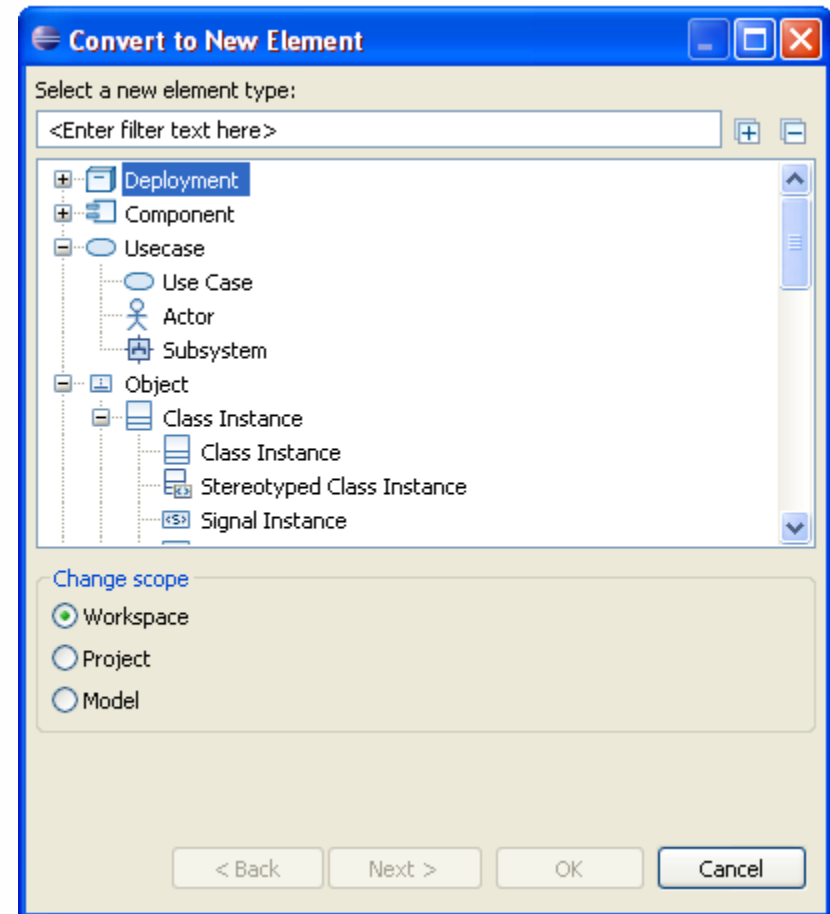 Convert to New Element
Select a new element type:
<Enter filter text here>
Deployment
Component
Usecase
Use Case
Actor
Subsystem
Object
Class Instance
Class Instance
Stereotyped Class Instance
Signal Instance
Change scope
Workspace
Project
Model
< Back Next > OK Cancel